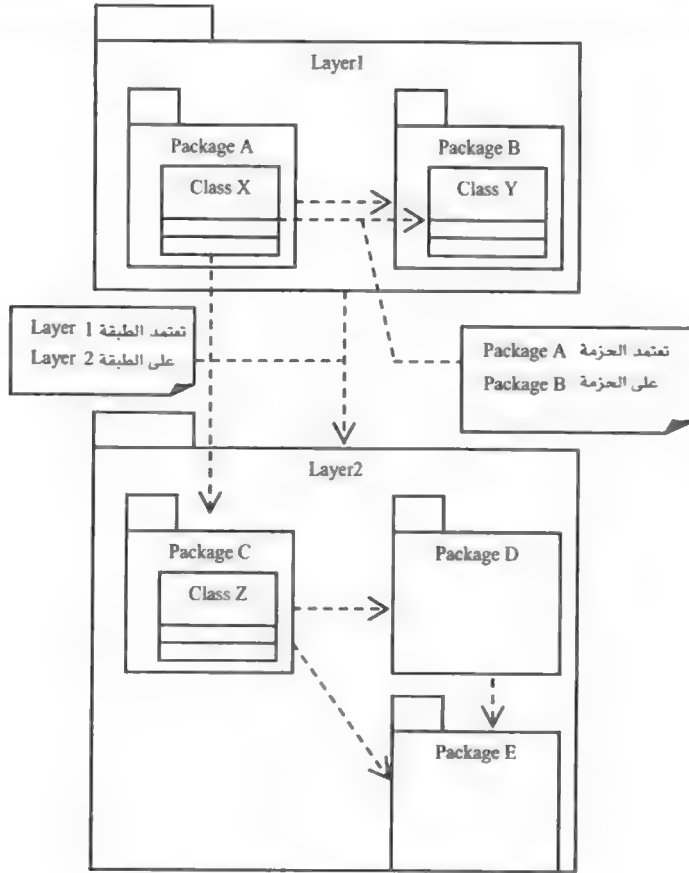 Layer1
Package A
Package B
Class X
Class Y
تعتمد الطبقة Layer 1
على الطبقة Layer 2
تعتمد الحزمة Package A
على الحزمة Package B
Layer2
Package C
Package D
Class Z
Package E